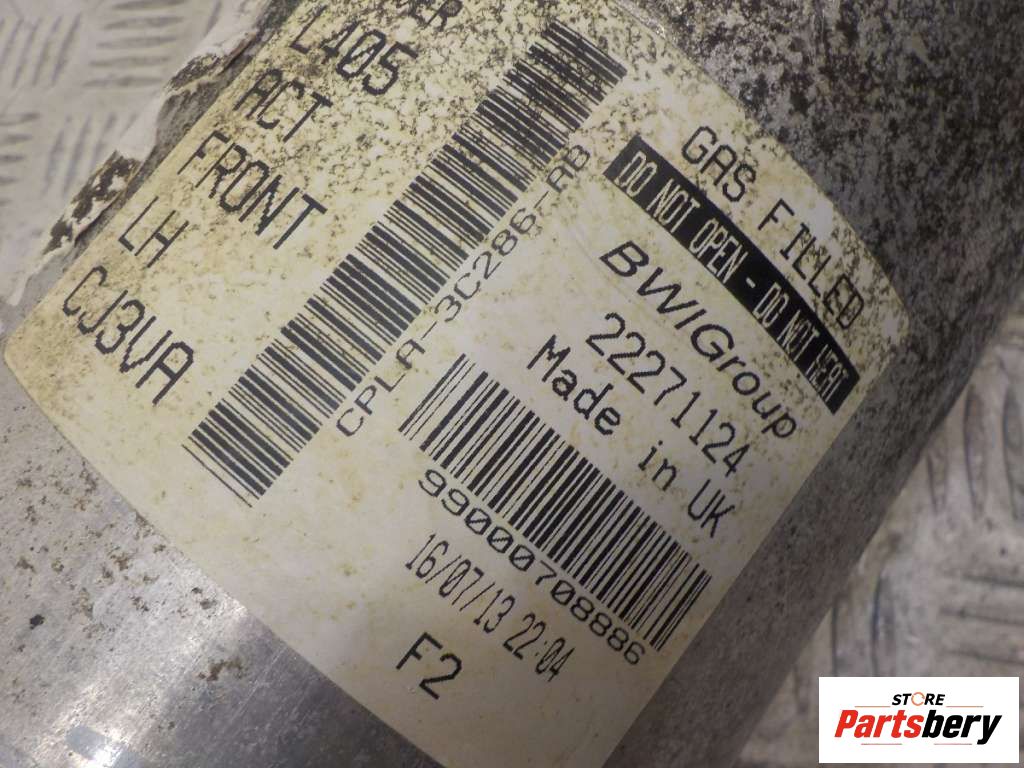 L405
ACT
FRONT
LH
CJ3VA
CPLA-3C286-AB
GAS FILLED
DO NOT OPEN - DO NOT HEAT
BWIGroup
22271124
Made in UK
99000708886
16/07/13 22:04
F2
STORE
Partsbery